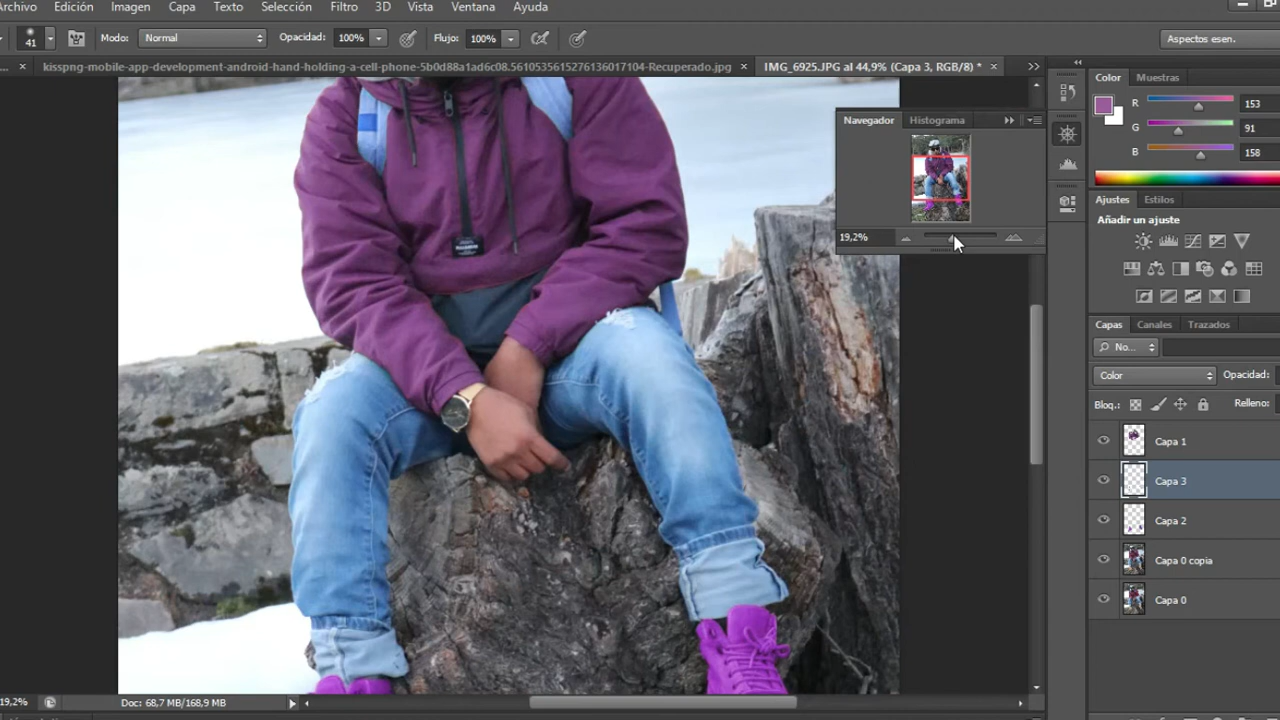 Archivo Edición Imagen Capa Texto Selección Filtro 3D Vista Ventana Ayuda
41 Modo: Normal Opacidad: 100% Flujo: 100% Aspectos esen.
... × kisspng-mobile-app-development-android-hand-holding-a-cell-phone-5b0d88a1ad6c08.5610535615276136017104-Recuperado.jpg × IMG_6925.JPG al 44,9% (Capa 3, RGB/8) * ×
Color Muestras
R 153
G 91
B 158
Navegador Histograma
19,2%
Ajustes Estilos
Añadir un ajuste
Capas Canales Trazados
No...
Color Opacidad:
Bloq.: Relleno:
Capa 1
Capa 3
Capa 2
Capa 0 copia
Capa 0
19,2% Doc: 68,7 MB/168,9 MB